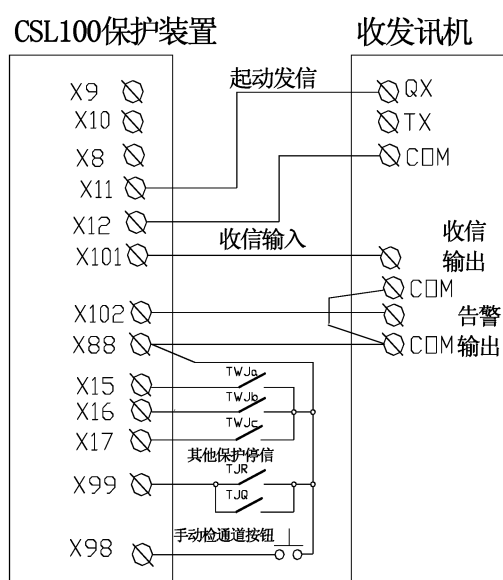 CSL100保护装置
收发讯机
X9
起动发信
QX
X10
TX
X8
COM
X11
X12
收信输入
收信
X101
输出
COM
X102
告警
X88
COM
输出
TWJa
X15
TWJb
X16
TWJc
X17
其他保护停信
TJR
X99
TJQ
手动检通道按钮
X98